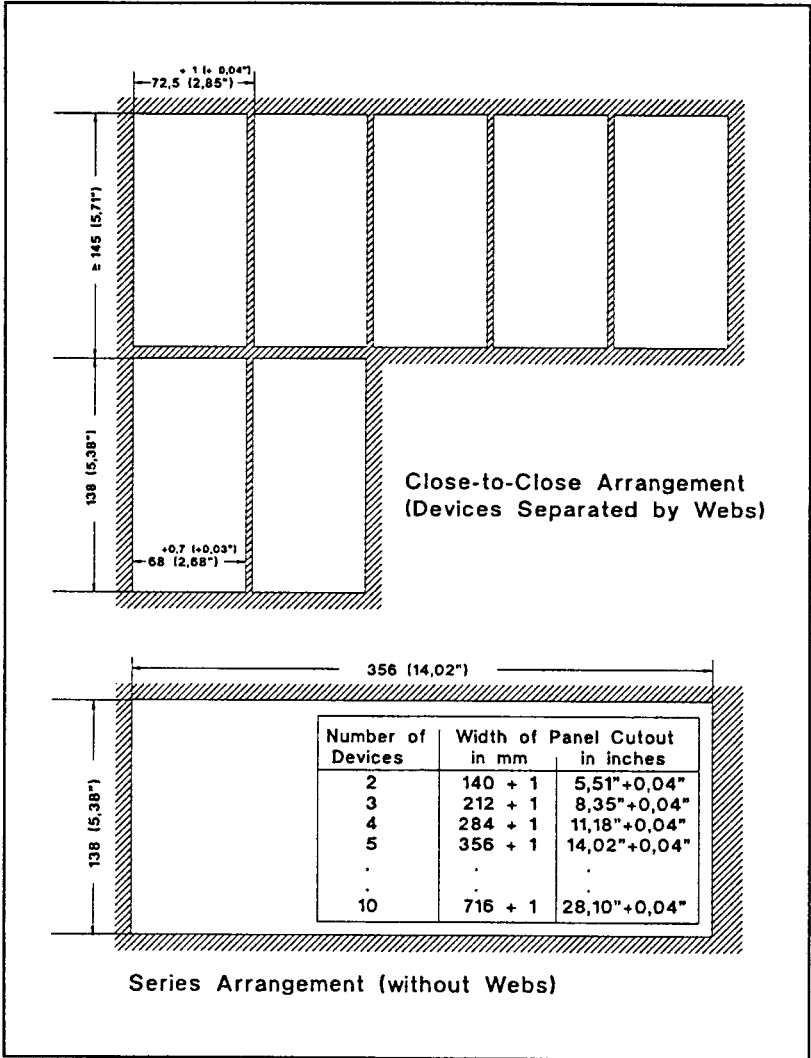 + 1 (+ 0,04")
72,5 (2,85")
≥ 145 (5,71")
138 (5,38")
+0,7 (+0,03")
68 (2,68")
Close-to-Close Arrangement
(Devices Separated by Webs)
356 (14,02")
138 (5,38")
Number of Devices | Width of Panel Cutout
in mm | in inches
2 140 + 1 5,51"+0,04"
3 212 + 1 8,35"+0,04"
4 284 + 1 11,18"+0,04"
5 356 + 1 14,02"+0,04"
. . .
. . .
10 716 + 1 28,10"+0,04"
Series Arrangement (without Webs)